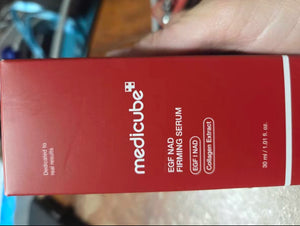 Dedicated to
real results
medicube
EGF NAD
FIRMING SERUM
EGF | NAD
Collagen Extract
30 ml / 1.01 fl. oz.